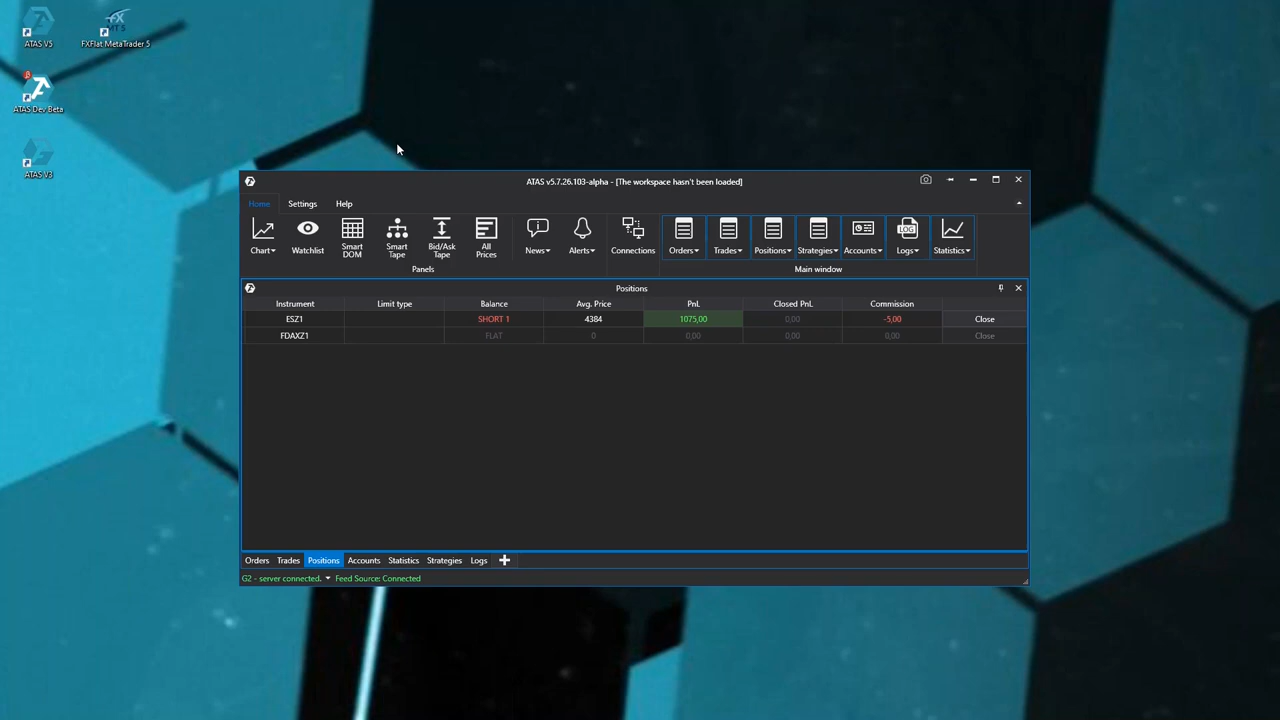 ATAS V5
FXFlat MetaTrader 5
ATAS Dev Beta
ATAS V3
ATAS v5.7.26.103-alpha - [The workspace hasn't been loaded]
Home Settings Help
Chart Watchlist Smart DOM Smart Tape Bid/Ask Tape All Prices News Alerts Connections Orders Trades Positions Strategies Accounts Logs Statistics
Panels Main window
Positions
Instrument Limit type Balance Avg. Price PnL Closed PnL Commission
ESZ1 SHORT 1 4384 1075,00 0,00 -5,00 Close
FDAXZ1 FLAT 0 0,00 0,00 0,00 Close
Orders Trades Positions Accounts Statistics Strategies Logs
G2 - server connected. Feed Source: Connected